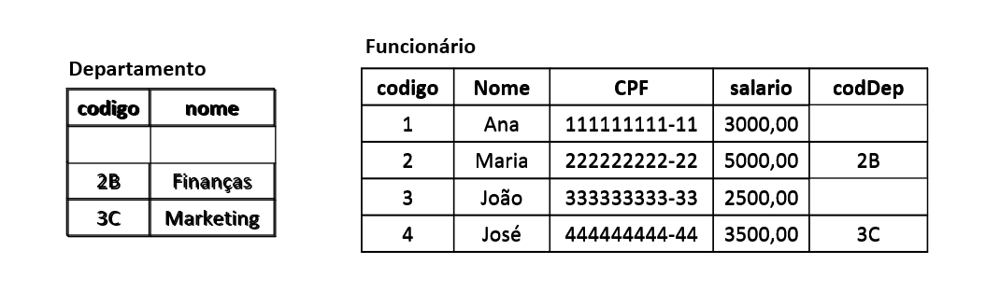 Departamento
codigo nome
2B Finanças
3C Marketing
Funcionário
codigo Nome CPF salario codDep
1 Ana 111111111-11 3000,00
2 Maria 222222222-22 5000,00 2B
3 João 333333333-33 2500,00
4 José 444444444-44 3500,00 3C